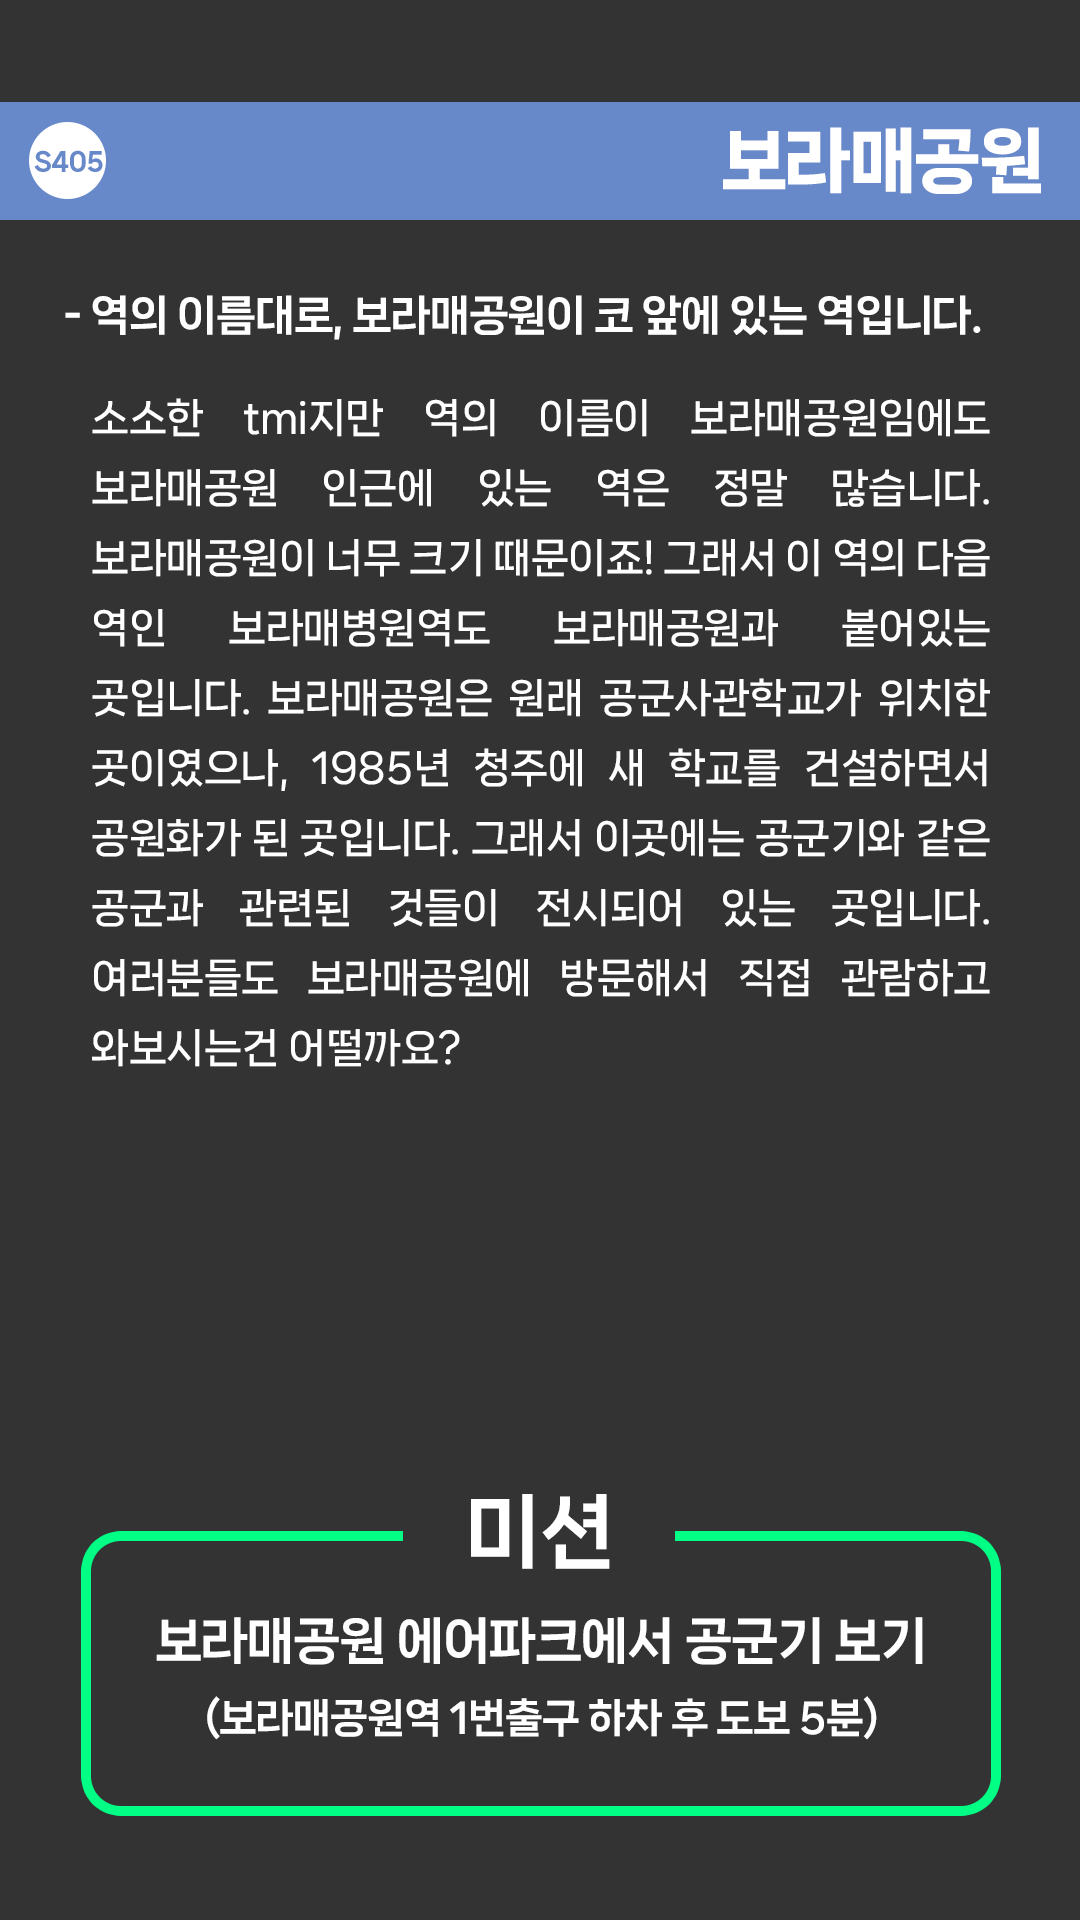 S405
보라매공원
- 역의 이름대로, 보라매공원이 코 앞에 있는 역입니다.
소소한 tmi지만 역의 이름이 보라매공원임에도
보라매공원 인근에 있는 역은 정말 많습니다.
보라매공원이 너무 크기 때문이죠! 그래서 이 역의 다음
역인 보라매병원역도 보라매공원과 붙어있는
곳입니다. 보라매공원은 원래 공군사관학교가 위치한
곳이였으나, 1985년 청주에 새 학교를 건설하면서
공원화가 된 곳입니다. 그래서 이곳에는 공군기와 같은
공군과 관련된 것들이 전시되어 있는 곳입니다.
여러분들도 보라매공원에 방문해서 직접 관람하고
와보시는건 어떨까요?
미션
보라매공원 에어파크에서 공군기 보기
(보라매공원역 1번출구 하차 후 도보 5분)